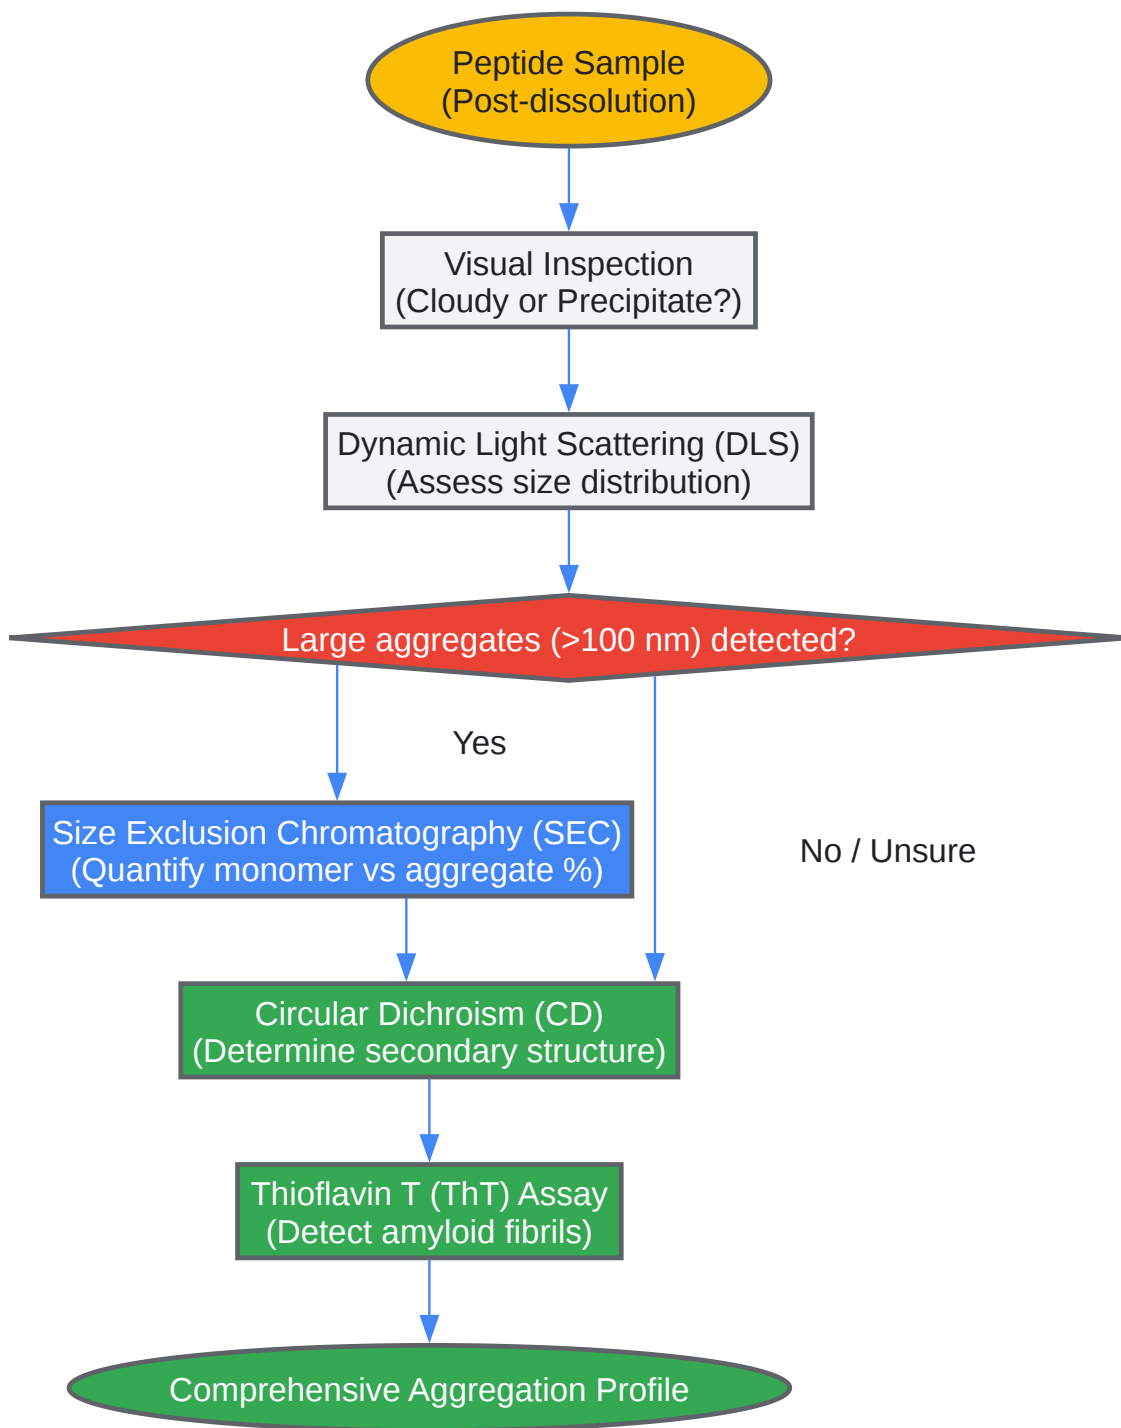 Peptide Sample
(Post-dissolution)
Visual Inspection
(Cloudy or Precipitate?)
Dynamic Light Scattering (DLS)
(Assess size distribution)
Large aggregates (>100 nm) detected?
Yes
Size Exclusion Chromatography (SEC)
(Quantify monomer vs aggregate %)
No / Unsure
Circular Dichroism (CD)
(Determine secondary structure)
Thioflavin T (ThT) Assay
(Detect amyloid fibrils)
Comprehensive Aggregation Profile